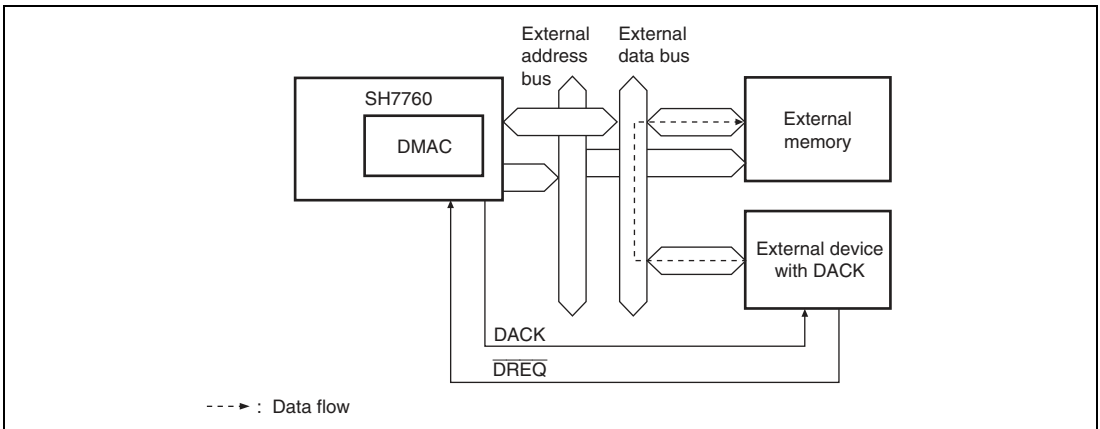 External
address
bus
External
data bus
SH7760
DMAC
External
memory
External device
with DACK
DACK
DREQ
: Data flow